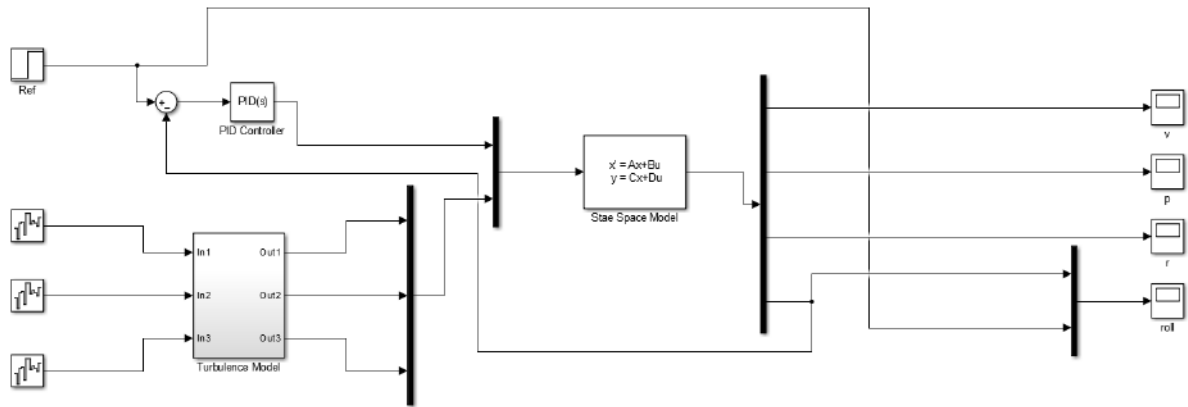 Ref
PID(s)
PID Controller
x' = Ax+Bu
y = Cx+Du
Stae Space Model
In1
In2
In3
Out1
Out2
Out3
Turbulence Model
v
p
r
roll